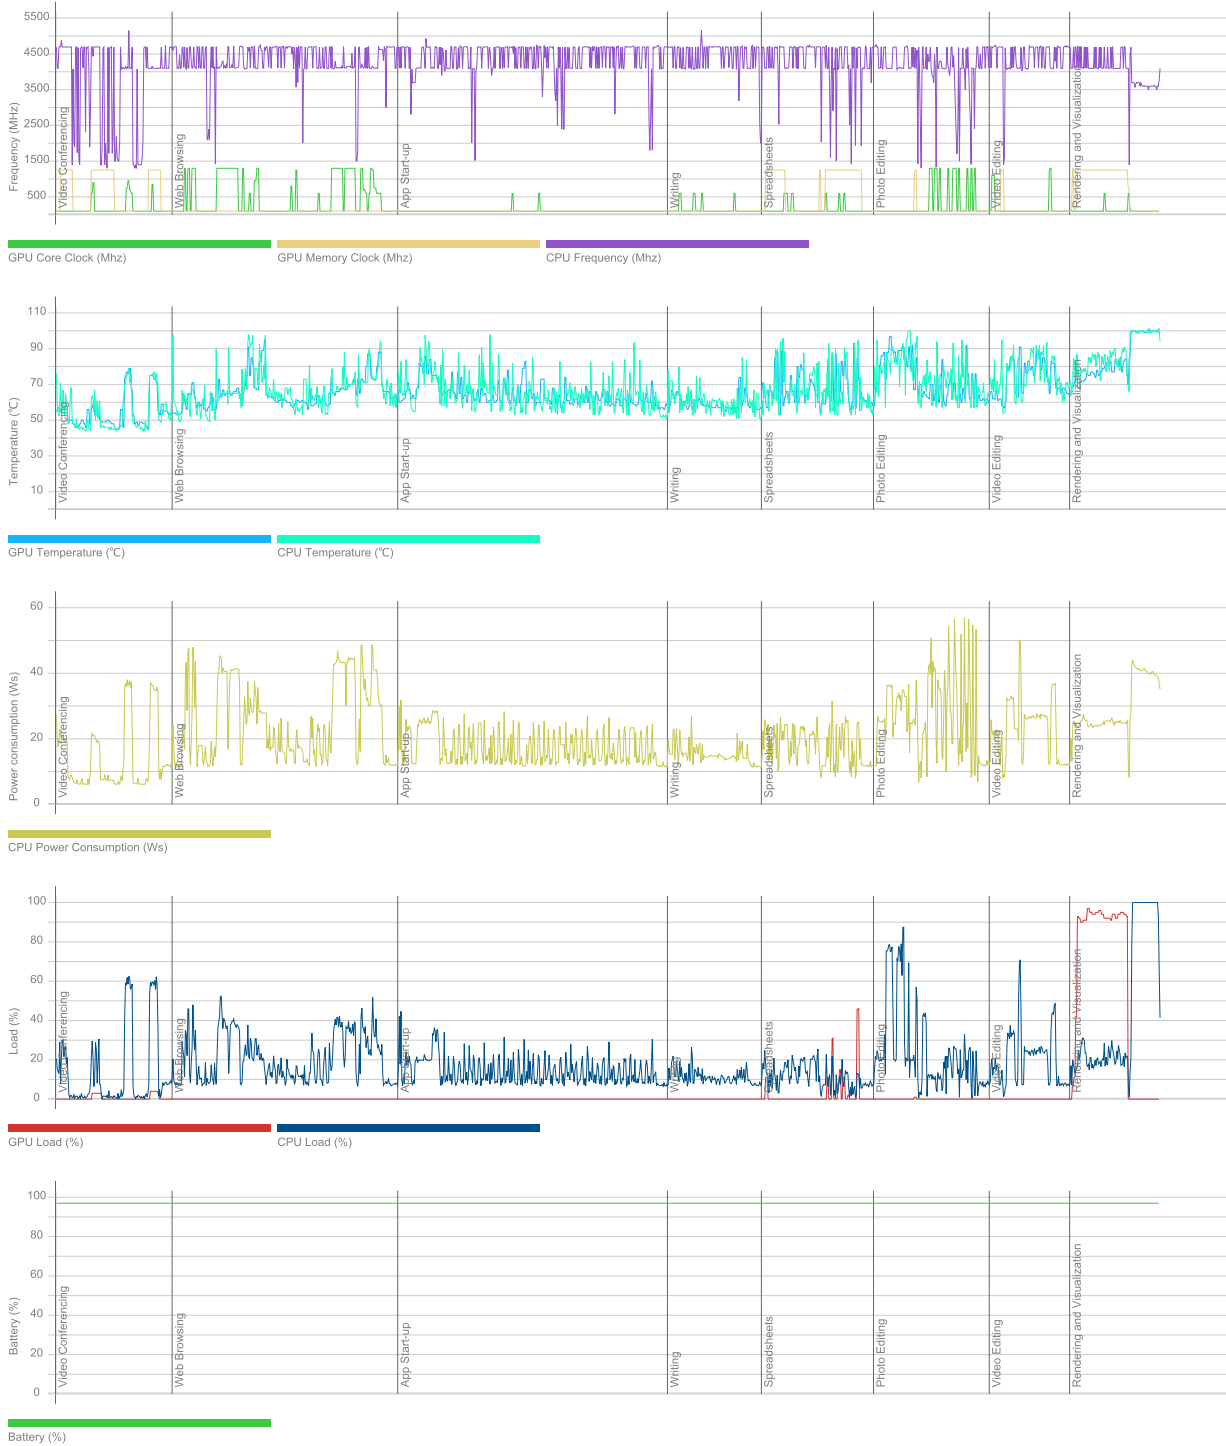 5500
4500
3500
2500
1500
500
Frequency (MHz)
Video Conferencing
Web Browsing
App Start-up
Writing
Spreadsheets
Photo Editing
Video Editing
Rendering and Visualization
GPU Core Clock (Mhz)
GPU Memory Clock (Mhz)
CPU Frequency (Mhz)
110
90
70
50
30
10
Temperature (℃)
Video Conferencing
Web Browsing
App Start-up
Writing
Spreadsheets
Photo Editing
Video Editing
Rendering and Visualization
GPU Temperature (℃)
CPU Temperature (℃)
60
40
20
0
Power consumption (Ws)
Video Conferencing
Web Browsing
App Start-up
Writing
Spreadsheets
Photo Editing
Video Editing
Rendering and Visualization
CPU Power Consumption (Ws)
100
80
60
40
20
0
Load (%)
Video Conferencing
Web Browsing
App Start-up
Writing
Spreadsheets
Photo Editing
Video Editing
Rendering and Visualization
GPU Load (%)
CPU Load (%)
100
80
60
40
20
0
Battery (%)
Video Conferencing
Web Browsing
App Start-up
Writing
Spreadsheets
Photo Editing
Video Editing
Rendering and Visualization
Battery (%)